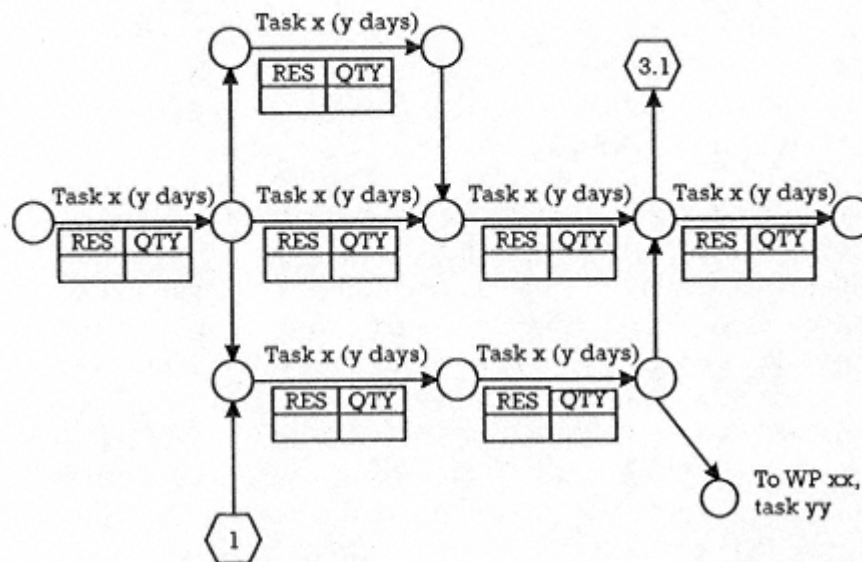 Task x (y days)
RES QTY
3.1
Task x (y days)
Task x (y days)
Task x (y days)
Task x (y days)
RES QTY
RES QTY
RES QTY
RES QTY
Task x (y days)
Task x (y days)
RES QTY
RES QTY
To WP xx,
task yy
1